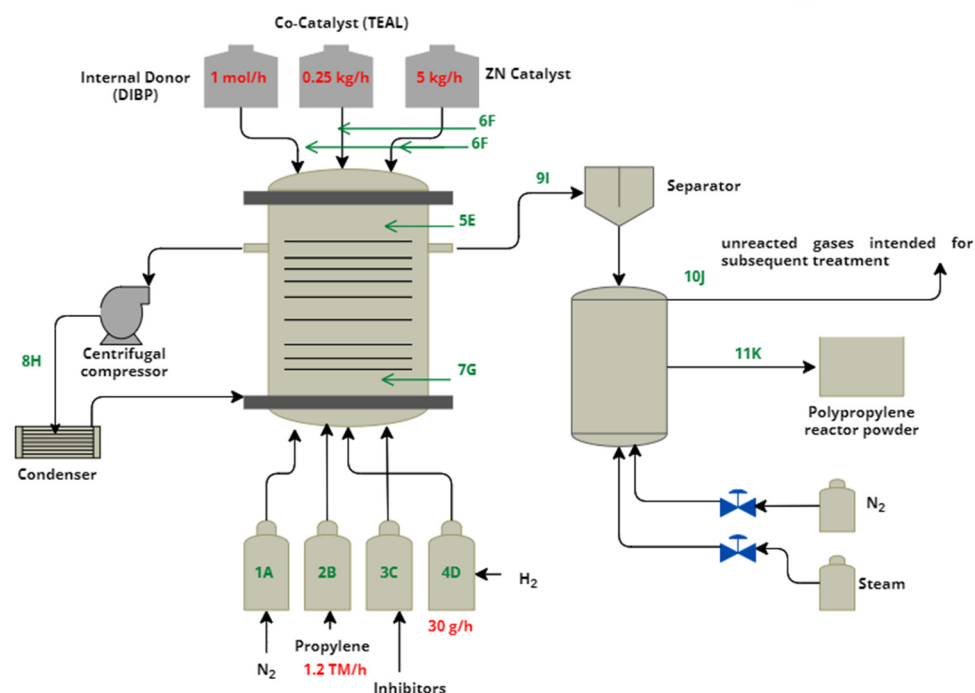 Co-Catalyst (TEAL)
Internal Donor
(DIBP)
1 mol/h
0.25 kg/h
5 kg/h
ZN Catalyst
6F
6F
9I
Separator
5E
unreacted gases intended for
subsequent treatment
10J
8H
Centrifugal
compressor
7G
11K
Polypropylene
reactor powder
Condenser
N₂
1A
2B
3C
4D
H₂
Steam
30 g/h
Propylene
N₂
1.2 TM/h
Inhibitors